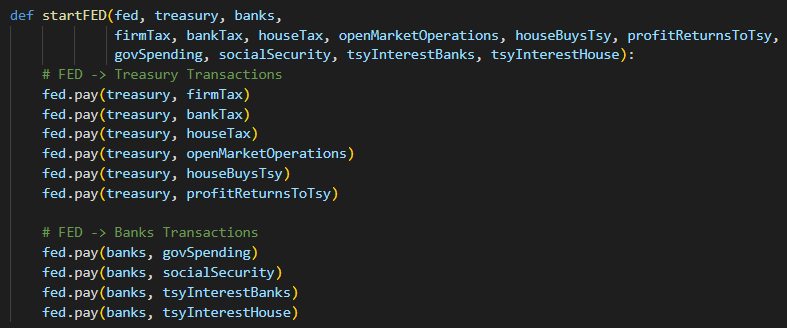 def startFED(fed, treasury, banks,
firmTax, bankTax, houseTax, openMarketOperations, houseBuysTsy, profitReturnsToTsy,
govSpending, socialSecurity, tsyInterestBanks, tsyInterestHouse):
# FED -> Treasury Transactions
fed.pay(treasury, firmTax)
fed.pay(treasury, bankTax)
fed.pay(treasury, houseTax)
fed.pay(treasury, openMarketOperations)
fed.pay(treasury, houseBuysTsy)
fed.pay(treasury, profitReturnsToTsy)
# FED -> Banks Transactions
fed.pay(banks, govSpending)
fed.pay(banks, socialSecurity)
fed.pay(banks, tsyInterestBanks)
fed.pay(banks, tsyInterestHouse)